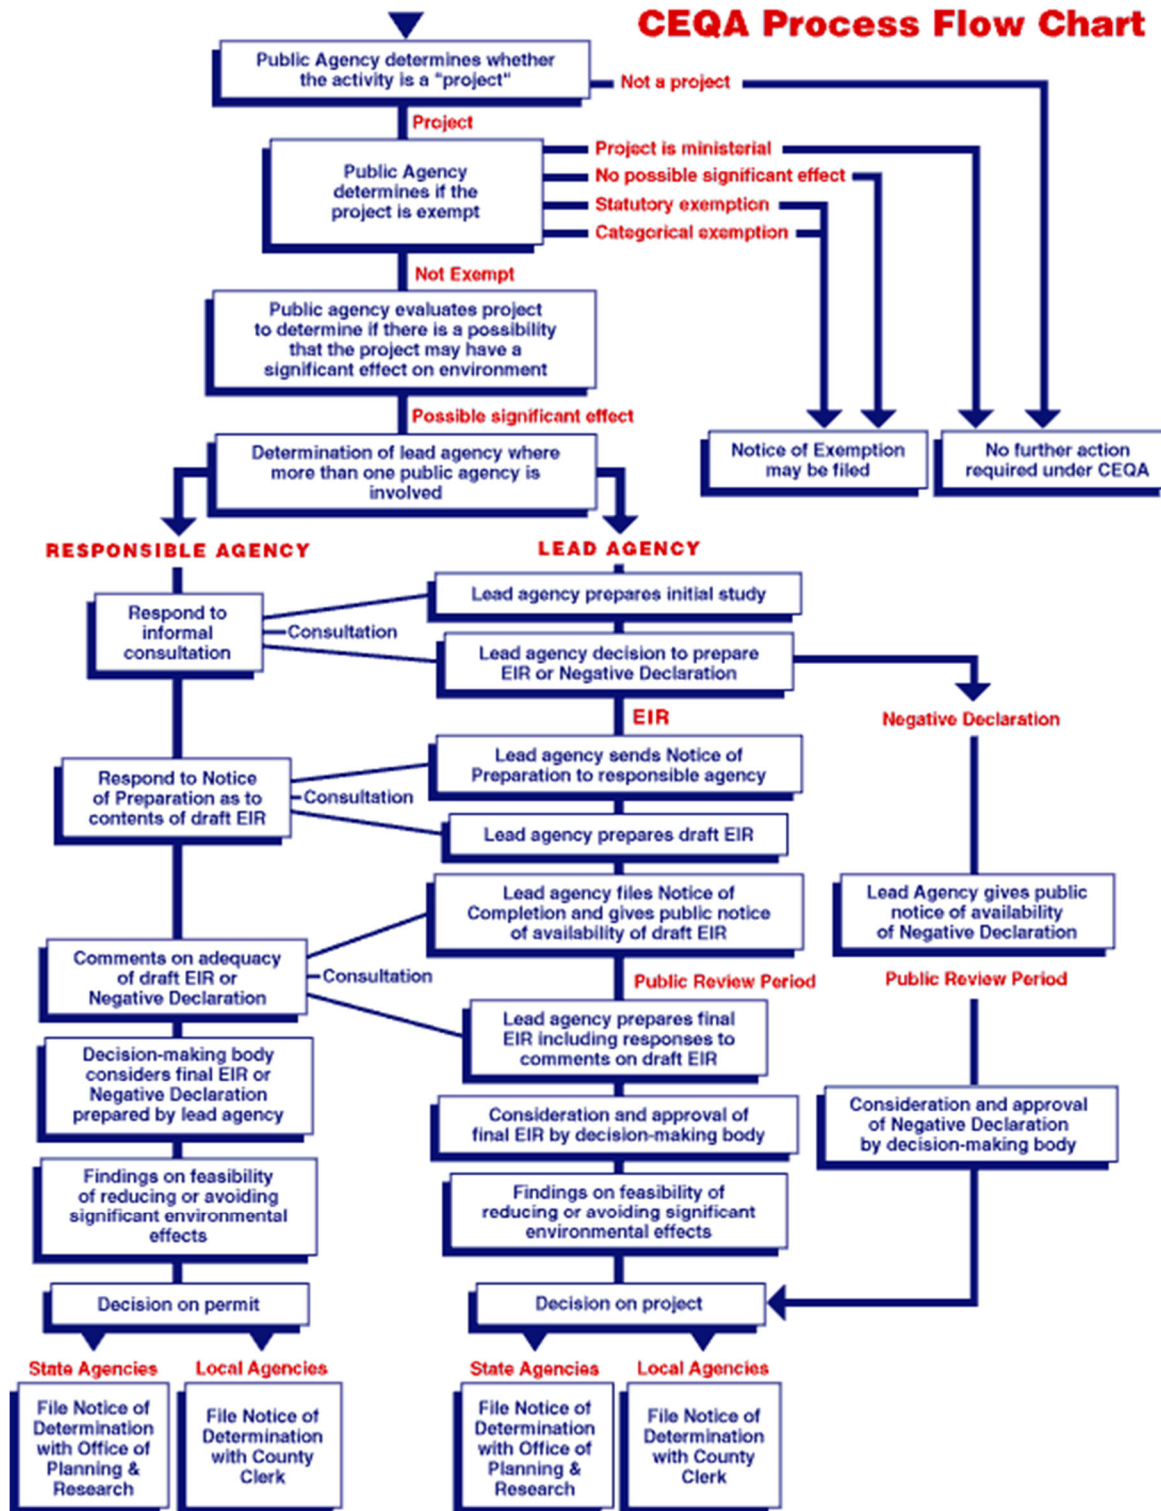 CEQA Process Flow Chart
Public Agency determines whether
the activity is a "project"
Not a project
Project
Public Agency
determines if the
project is exempt
Project is ministerial
No possible significant effect
Statutory exemption
Categorical exemption
Not Exempt
Public agency evaluates project
to determine if there is a possibility
that the project may have a
significant effect on environment
Possible significant effect
Determination of lead agency where
more than one public agency is
involved
Notice of Exemption
may be filed
No further action
required under CEQA
RESPONSIBLE AGENCY
LEAD AGENCY
Respond to
informal
consultation
Consultation
Lead agency prepares initial study
Lead agency decision to prepare
EIR or Negative Declaration
EIR
Negative Declaration
Respond to Notice
of Preparation as to
contents of draft EIR
Consultation
Lead agency sends Notice of
Preparation to responsible agency
Lead agency prepares draft EIR
Lead agency files Notice of
Completion and gives public notice
of availability of draft EIR
Lead Agency gives public
notice of availability
of Negative Declaration
Comments on adequacy
of draft EIR or
Negative Declaration
Consultation
Public Review Period
Public Review Period
Lead agency prepares final
EIR including responses to
comments on draft EIR
Decision-making body
considers final EIR or
Negative Declaration
prepared by lead agency
Consideration and approval of
final EIR by decision-making body
Consideration and approval
of Negative Declaration
by decision-making body
Findings on feasibility
of reducing or avoiding
significant environmental
effects
Findings on feasibility of
reducing or avoiding significant
environmental effects
Decision on permit
Decision on project
State Agencies
Local Agencies
State Agencies
Local Agencies
File Notice of
Determination
with Office of
Planning &
Research
File Notice of
Determination
with County
Clerk
File Notice of
Determination
with Office of
Planning &
Research
File Notice of
Determination
with County
Clerk